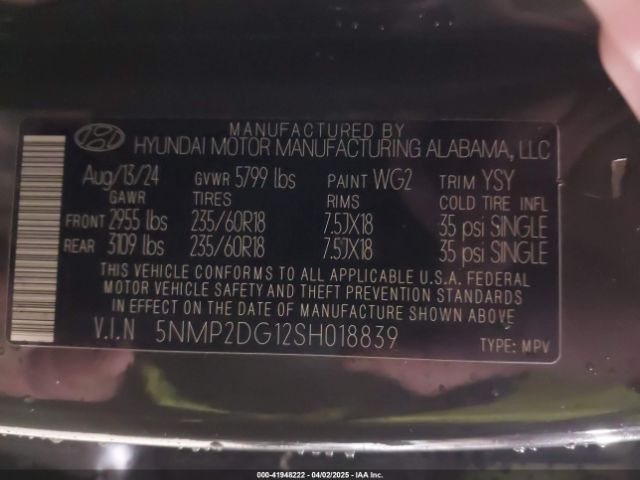 MANUFACTURED BY
HYUNDAI MOTOR MANUFACTURING ALABAMA, LLC
Aug/13/24 GVWR 5799 lbs PAINT WG2 TRIM YSY
GAWR TIRES RIMS COLD TIRE INFL
FRONT 2955 lbs 235/60R18 7.5JX18 35 psi SINGLE
REAR 3109 lbs 235/60R18 7.5JX18 35 psi SINGLE
THIS VEHICLE CONFORMS TO ALL APPLICABLE U.S.A. FEDERAL
MOTOR VEHICLE SAFETY AND THEFT PREVENTION STANDARDS
IN EFFECT ON THE DATE OF MANUFACTURE SHOWN ABOVE.
V.I.N 5NMP2DG12SH018839 TYPE: MPV
000-41948222 - 04/02/2025 - IAA Inc.